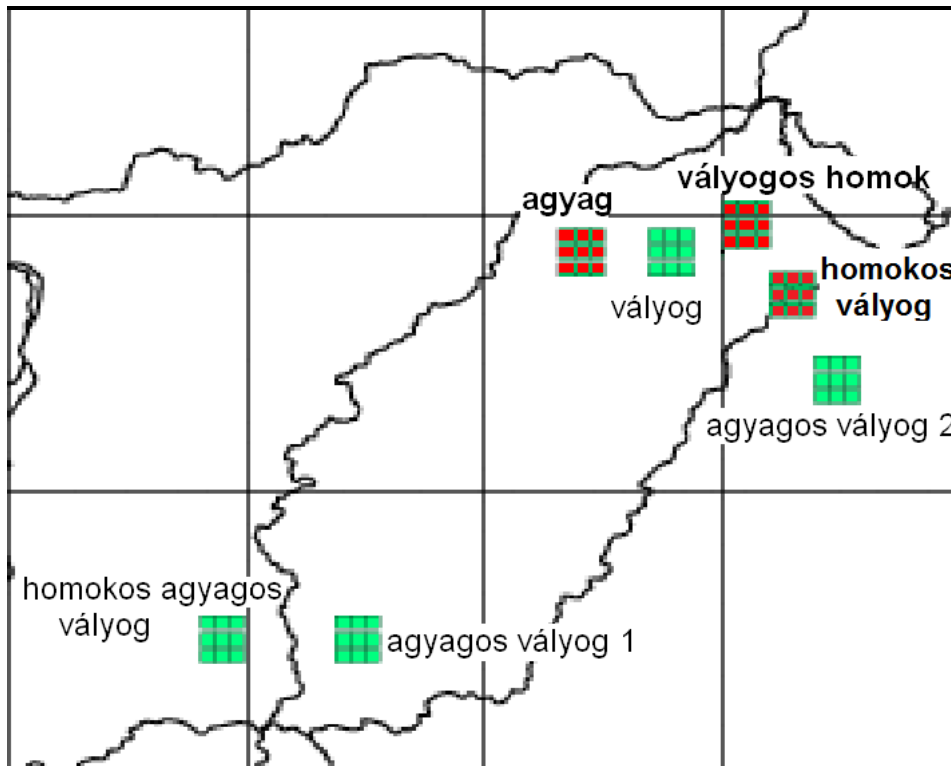 vályogos homok
agyag
homokos
vályog
vályog
agyagos vályog 2
homokos agyagos
vályog
agyagos vályog 1